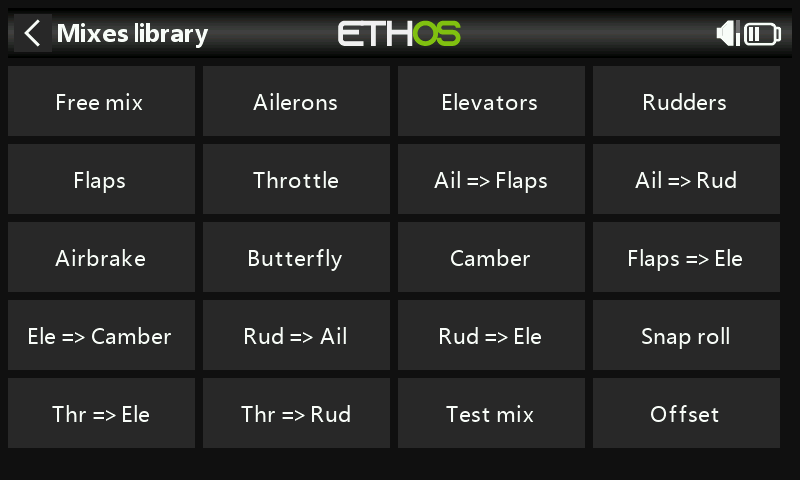 Mixes library
ETHOS
Free mix
Ailerons
Elevators
Rudders
Flaps
Throttle
Ail => Flaps
Ail => Rud
Airbrake
Butterfly
Camber
Flaps => Ele
Ele => Camber
Rud => Ail
Rud => Ele
Snap roll
Thr => Ele
Thr => Rud
Test mix
Offset